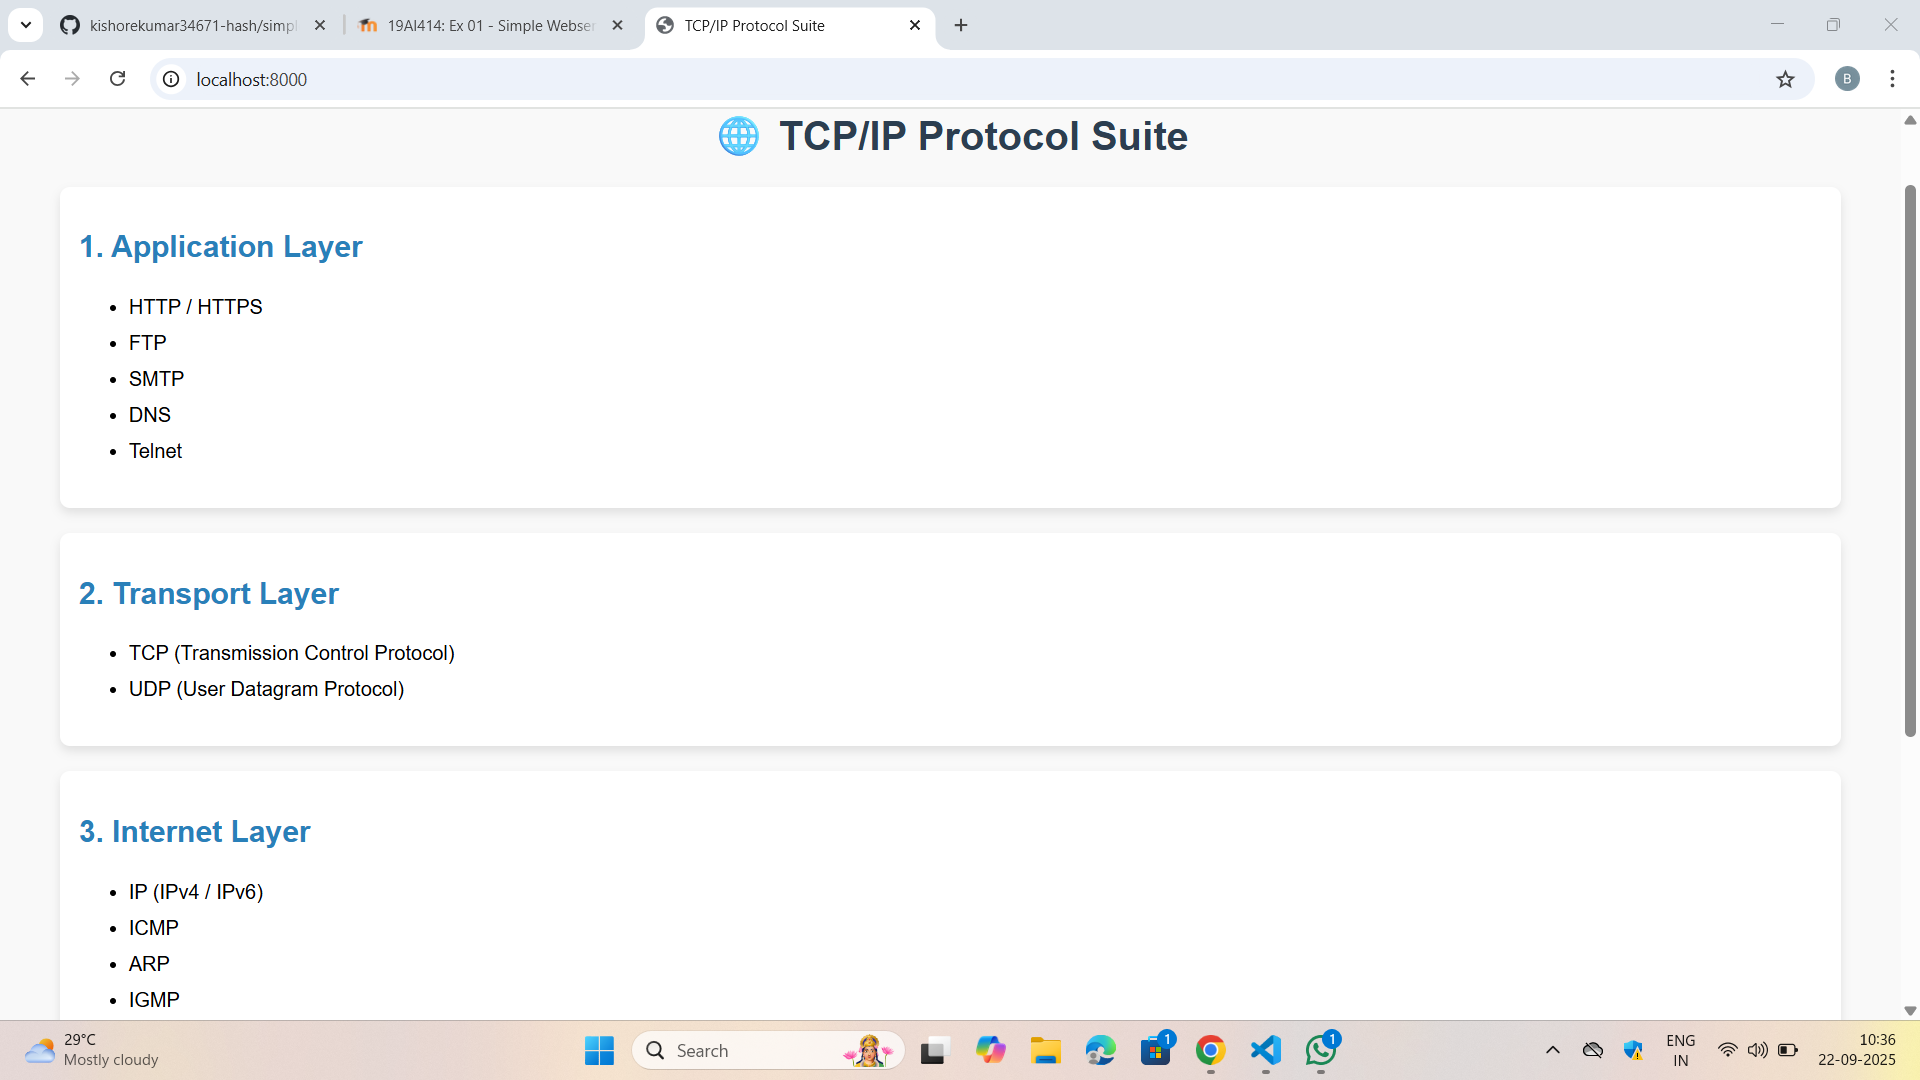 kishorekumar34671-hash/simpl
19AI414: Ex 01 - Simple Webser
TCP/IP Protocol Suite
localhost:8000
B
TCP/IP Protocol Suite
1. Application Layer
HTTP / HTTPS
FTP
SMTP
DNS
Telnet
2. Transport Layer
TCP (Transmission Control Protocol)
UDP (User Datagram Protocol)
3. Internet Layer
IP (IPv4 / IPv6)
ICMP
ARP
IGMP
29°C
Mostly cloudy
Search
1
1
ENG
IN
10:36
22-09-2025